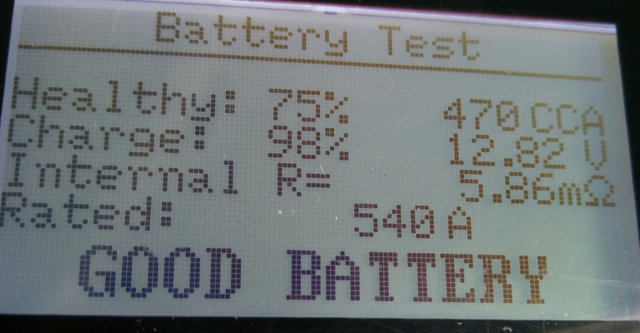 Battery Test
Healthy: 75% 470 CCA
Charge: 98% 12.82 V
Internal R= 5.86mΩ
Rated: 540 A
GOOD BATTERY